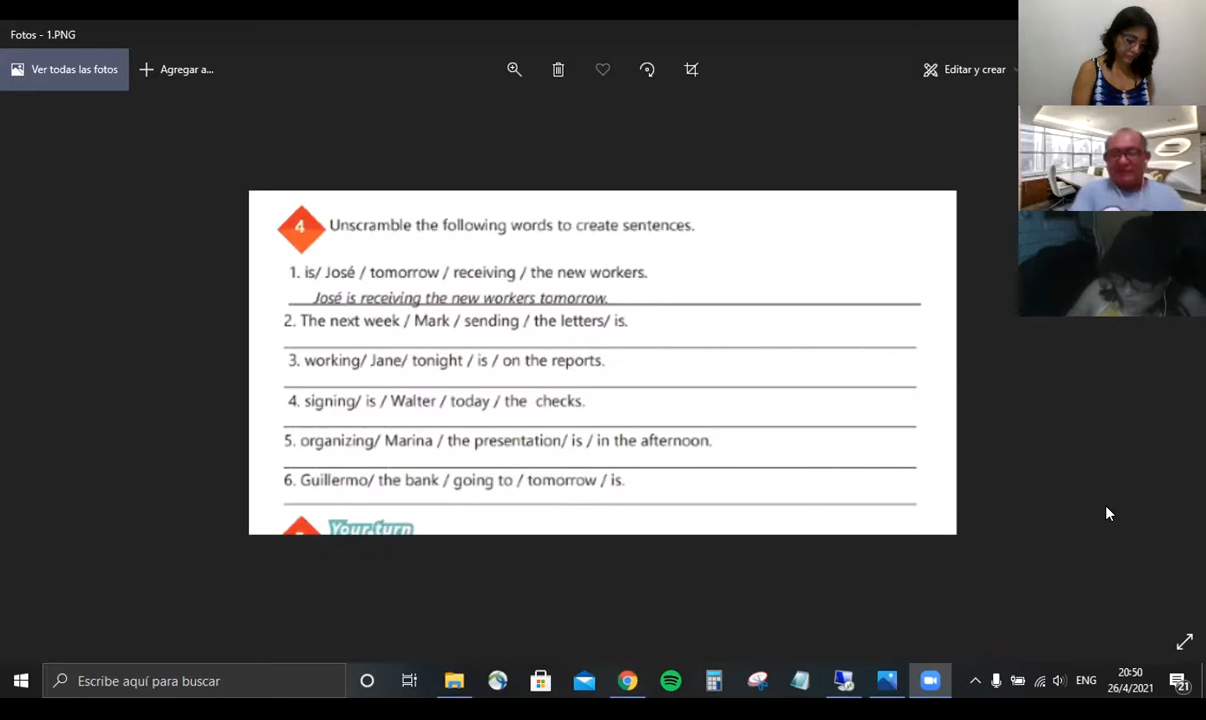 Fotos - 1.PNG
Ver todas las fotos
Agregar a...
Editar y crear
4 Unscramble the following words to create sentences.
1. is/ José / tomorrow / receiving / the new workers.
José is receiving the new workers tomorrow.
2. The next week / Mark / sending / the letters/ is.
3. working/ Jane/ tonight / is / on the reports.
4. signing/ is / Walter / today / the checks.
5. organizing/ Marina / the presentation/ is / in the afternoon.
6. Guillermo/ the bank / going to / tomorrow / is.
Your turn
Escribe aquí para buscar
ENG
20:50
26/4/2021
21